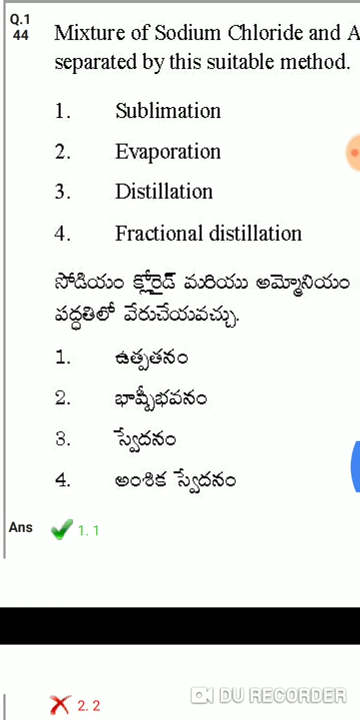 Q.1
44
Mixture of Sodium Chloride and A
separated by this suitable method.
1. Sublimation
2. Evaporation
3. Distillation
4. Fractional distillation
సోడియం క్లోరైడ్ మరియు అమ్మోనియం
పద్ధతిలో వేరుచేయవచ్చు.
1. ఉత్పతనం
2. భాష్పీభవనం
3. స్వేదనం
4. అంశిక స్వేదనం
Ans 1. 1
2. 2
DU RECORDER